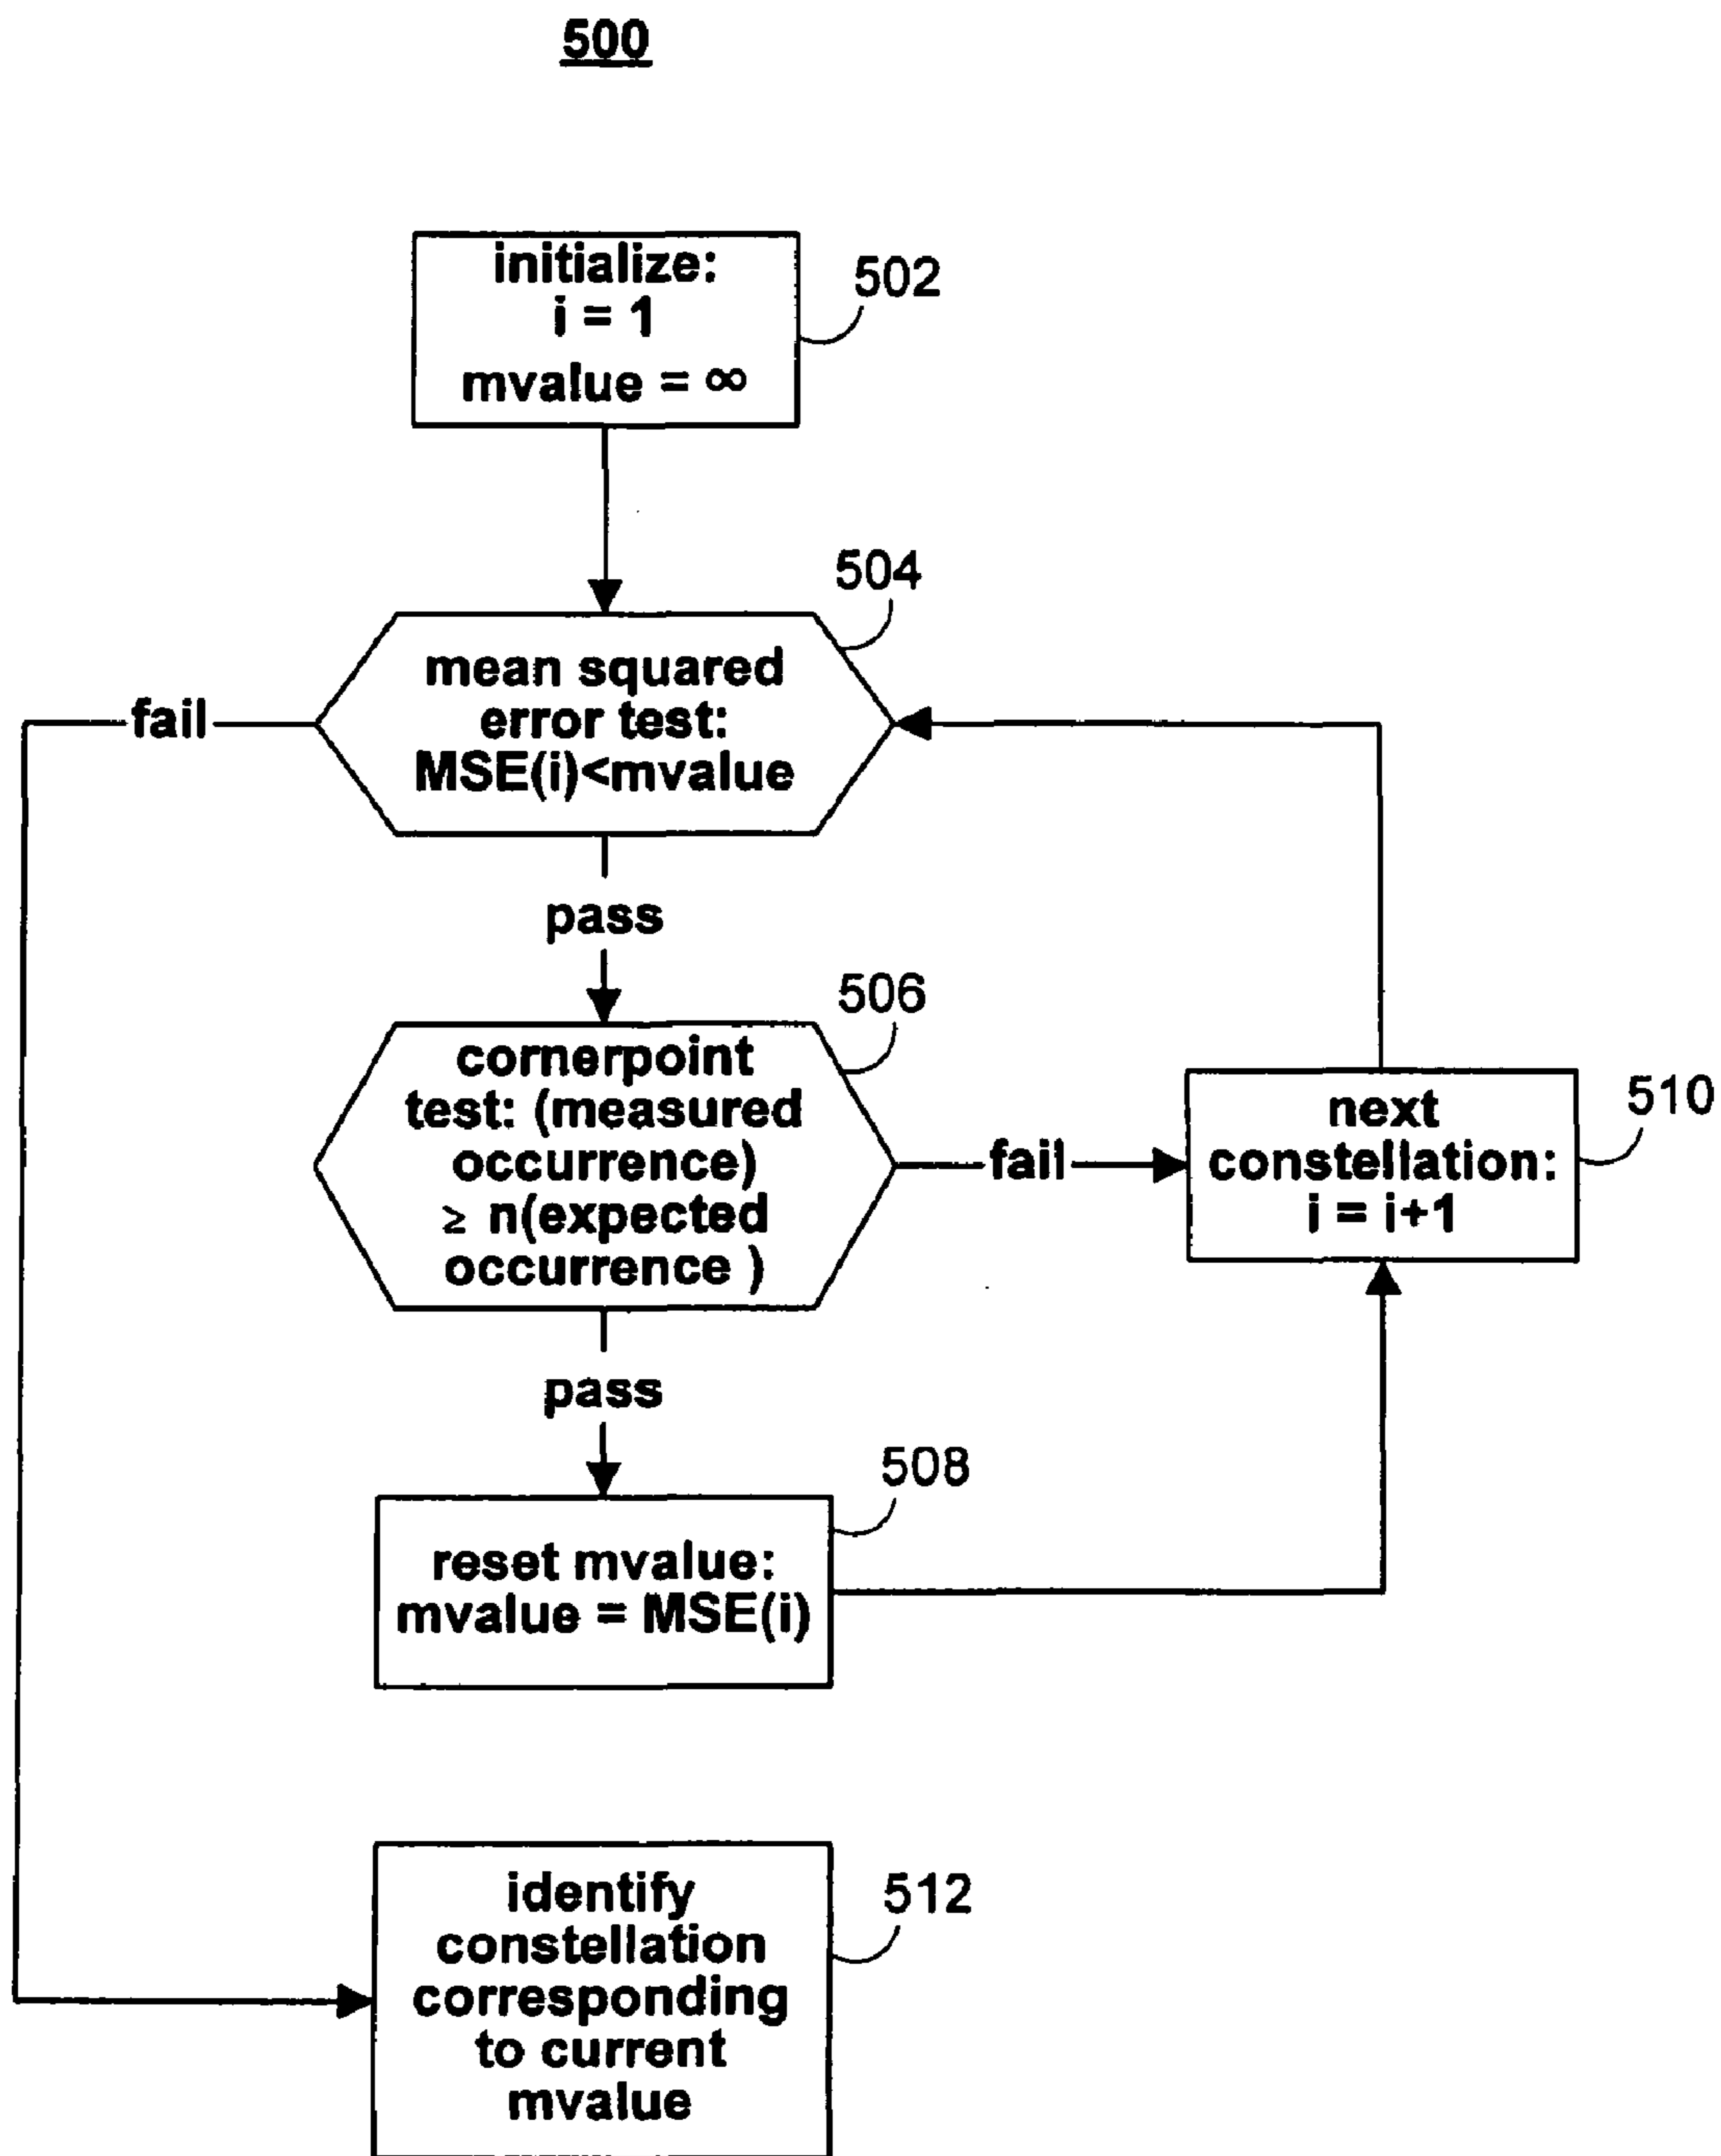 500
initialize:
i = 1
mvalue = ∞
502
504
mean squared
error test:
MSE(i)<mvalue
fail
pass
506
cornerpoint
test: (measured
occurrence)
≥ n(expected
occurrence )
fail
next
constellation:
i = i+1
510
pass
508
reset mvalue:
mvalue = MSE(i)
identify
constellation
corresponding
to current
mvalue
512